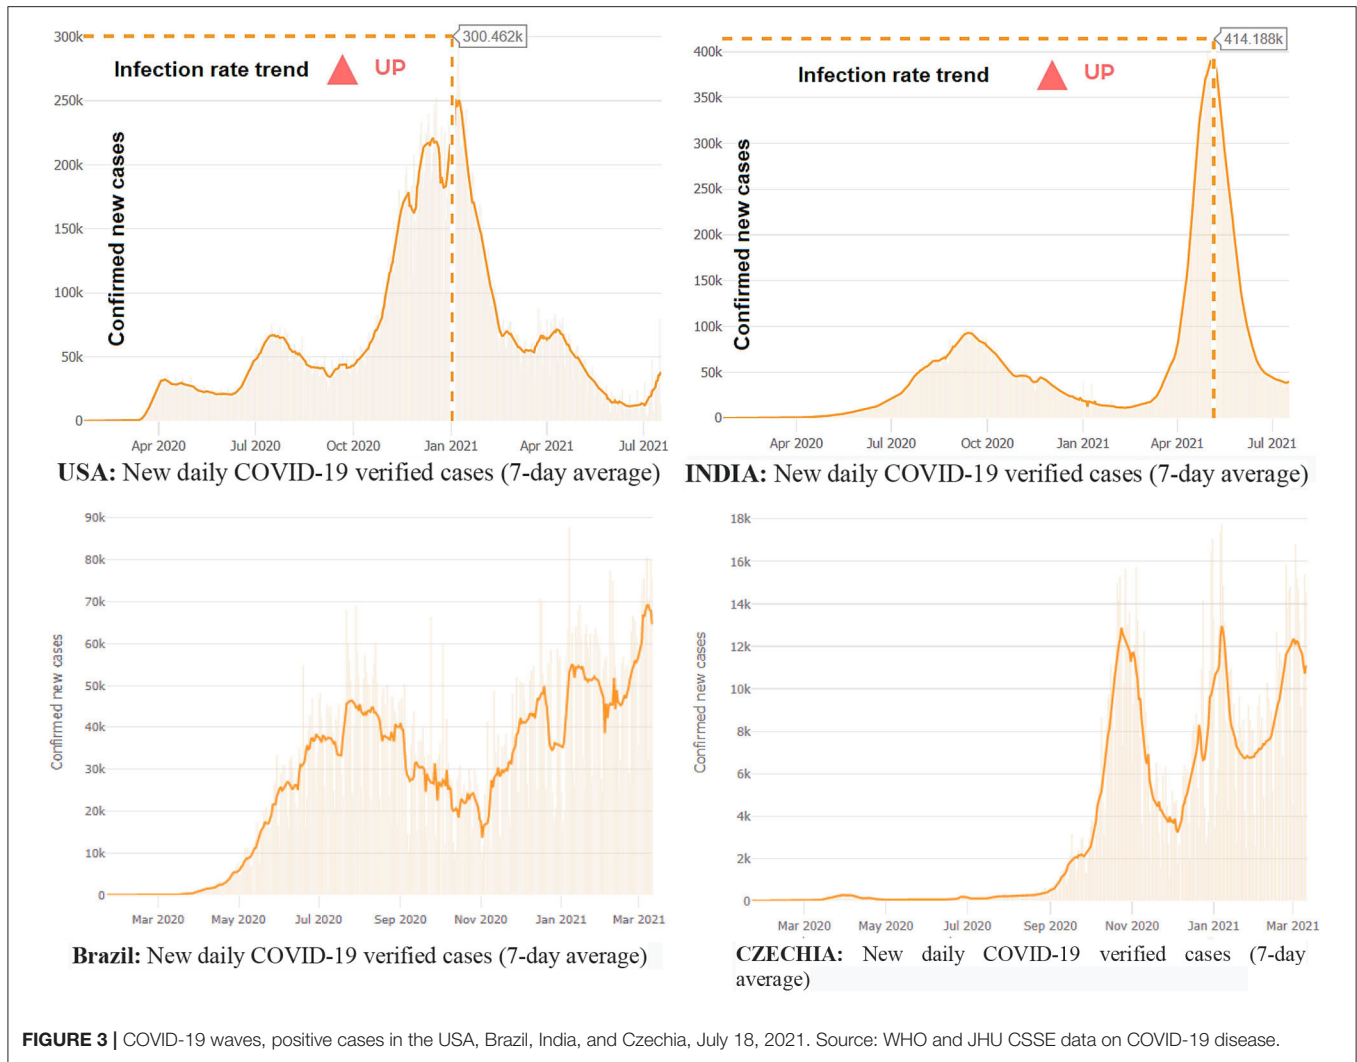 300k
300.462k
Infection rate trend UP
250k
200k
150k
100k
50k
0
Confirmed new cases
Apr 2020 Jul 2020 Oct 2020 Jan 2021 Apr 2021 Jul 2021
USA: New daily COVID-19 verified cases (7-day average)
414.188k
400k
Infection rate trend UP
350k
300k
250k
200k
150k
100k
50k
0
Confirmed new cases
Apr 2020 Jul 2020 Oct 2020 Jan 2021 Apr 2021 Jul 2021
INDIA: New daily COVID-19 verified cases (7-day average)
90k
80k
70k
60k
50k
40k
30k
20k
10k
0
Confirmed new cases
Mar 2020 May 2020 Jul 2020 Sep 2020 Nov 2020 Jan 2021 Mar 2021
Brazil: New daily COVID-19 verified cases (7-day average)
18k
16k
14k
12k
10k
8k
6k
4k
2k
0
Confirmed new cases
Mar 2020 May 2020 Jul 2020 Sep 2020 Nov 2020 Jan 2021 Mar 2021
CZECHIA: New daily COVID-19 verified cases (7-day
average)
FIGURE 3 | COVID-19 waves, positive cases in the USA, Brazil, India, and Czechia, July 18, 2021. Source: WHO and JHU CSSE data on COVID-19 disease.